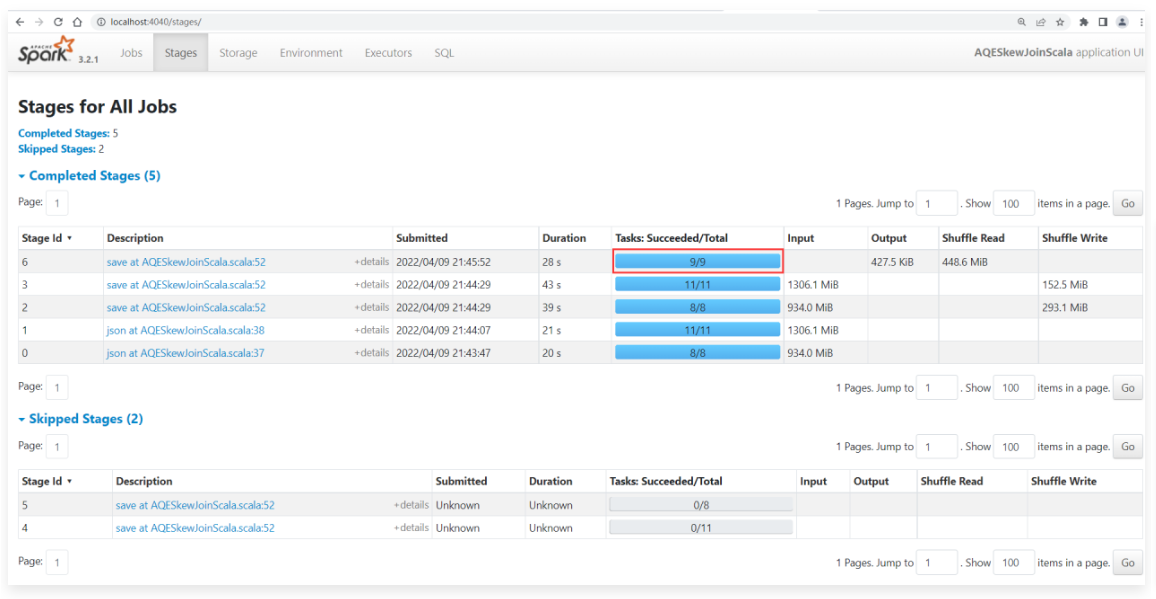 localhost:4040/stages/
APACHE Spark 3.2.1 Jobs Stages Storage Environment Executors SQL AQESkewJoinScala application UI
Stages for All Jobs
Completed Stages: 5
Skipped Stages: 2
Completed Stages (5)
Page: 1 1 Pages. Jump to 1 . Show 100 items in a page. Go
Stage Id ▾ Description Submitted Duration Tasks: Succeeded/Total Input Output Shuffle Read Shuffle Write
6 save at AQESkewJoinScala.scala:52 +details 2022/04/09 21:45:52 28 s 9/9 427.5 KiB 448.6 MiB
3 save at AQESkewJoinScala.scala:52 +details 2022/04/09 21:44:29 43 s 11/11 1306.1 MiB 152.5 MiB
2 save at AQESkewJoinScala.scala:52 +details 2022/04/09 21:44:29 39 s 8/8 934.0 MiB 293.1 MiB
1 json at AQESkewJoinScala.scala:38 +details 2022/04/09 21:44:07 21 s 11/11 1306.1 MiB
0 json at AQESkewJoinScala.scala:37 +details 2022/04/09 21:43:47 20 s 8/8 934.0 MiB
Page: 1 1 Pages. Jump to 1 . Show 100 items in a page. Go
Skipped Stages (2)
Page: 1 1 Pages. Jump to 1 . Show 100 items in a page. Go
Stage Id ▾ Description Submitted Duration Tasks: Succeeded/Total Input Output Shuffle Read Shuffle Write
5 save at AQESkewJoinScala.scala:52 +details Unknown Unknown 0/8
4 save at AQESkewJoinScala.scala:52 +details Unknown Unknown 0/11
Page: 1 1 Pages. Jump to 1 . Show 100 items in a page. Go